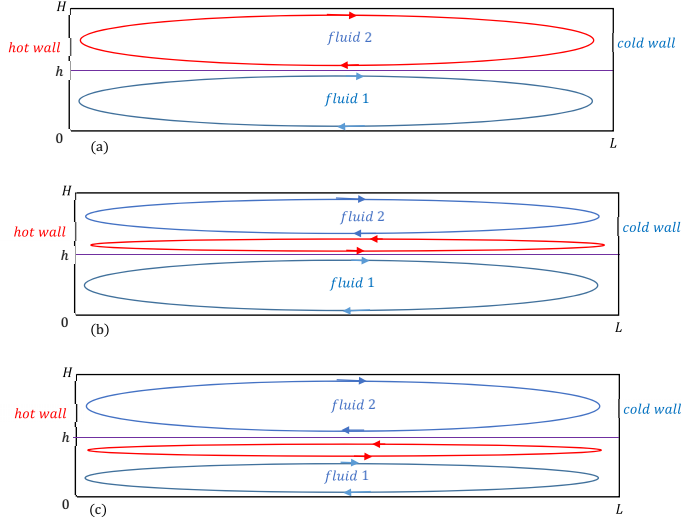 H
fluid 2
hot wall
cold wall
h
fluid 1
0
L
(a)
H
fluid 2
hot wall
cold wall
h
fluid 1
0
L
(b)
H
fluid 2
hot wall
cold wall
h
fluid 1
0
L
(c)